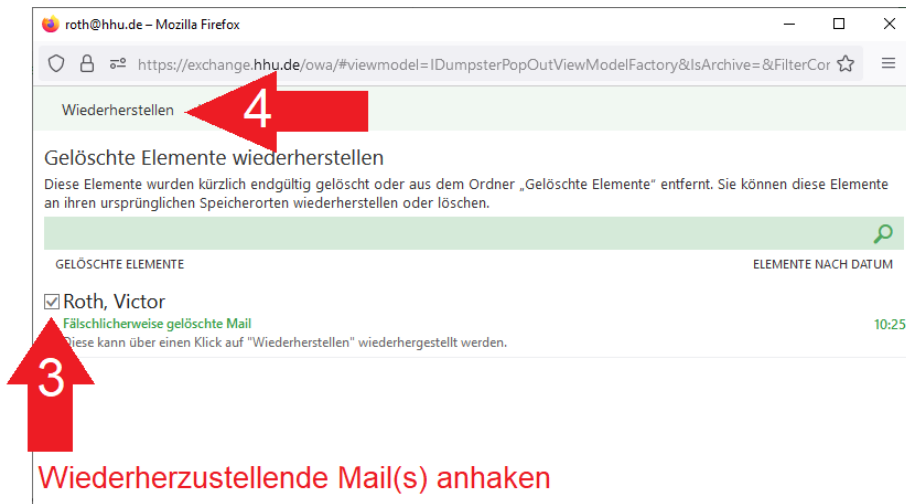 roth@hhu.de – Mozilla Firefox
https://exchange.hhu.de/owa/#viewmodel=IDumpsterPopOutViewModelFactory&IsArchive=&FilterCor
Wiederherstellen
4
Gelöschte Elemente wiederherstellen
Diese Elemente wurden kürzlich endgültig gelöscht oder aus dem Ordner „Gelöschte Elemente“ entfernt. Sie können diese Elemente
an ihren ursprünglichen Speicherorten wiederherstellen oder löschen.
GELÖSCHTE ELEMENTE ELEMENTE NACH DATUM
Roth, Victor
Fälschlicherweise gelöschte Mail 10:25
Diese kann über einen Klick auf "Wiederherstellen" wiederhergestellt werden.
3
Wiederherzustellende Mail(s) anhaken